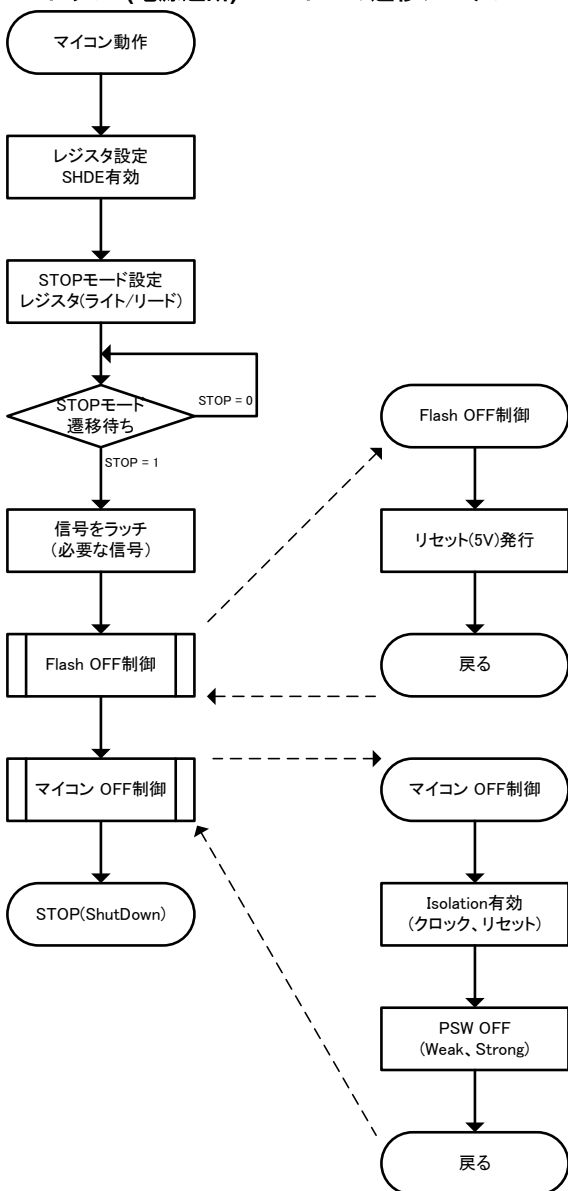 マイコン動作
レジスタ設定
SHDE有効
STOPモード設定
レジスタ(ライト/リード)
STOPモード
遷移待ち
STOP = 0
STOP = 1
信号をラッチ
(必要な信号)
Flash OFF制御
マイコン OFF制御
STOP(ShutDown)
Flash OFF制御
リセット(5V)発行
戻る
マイコン OFF制御
Isolation有効
(クロック、リセット)
PSW OFF
(Weak、Strong)
戻る